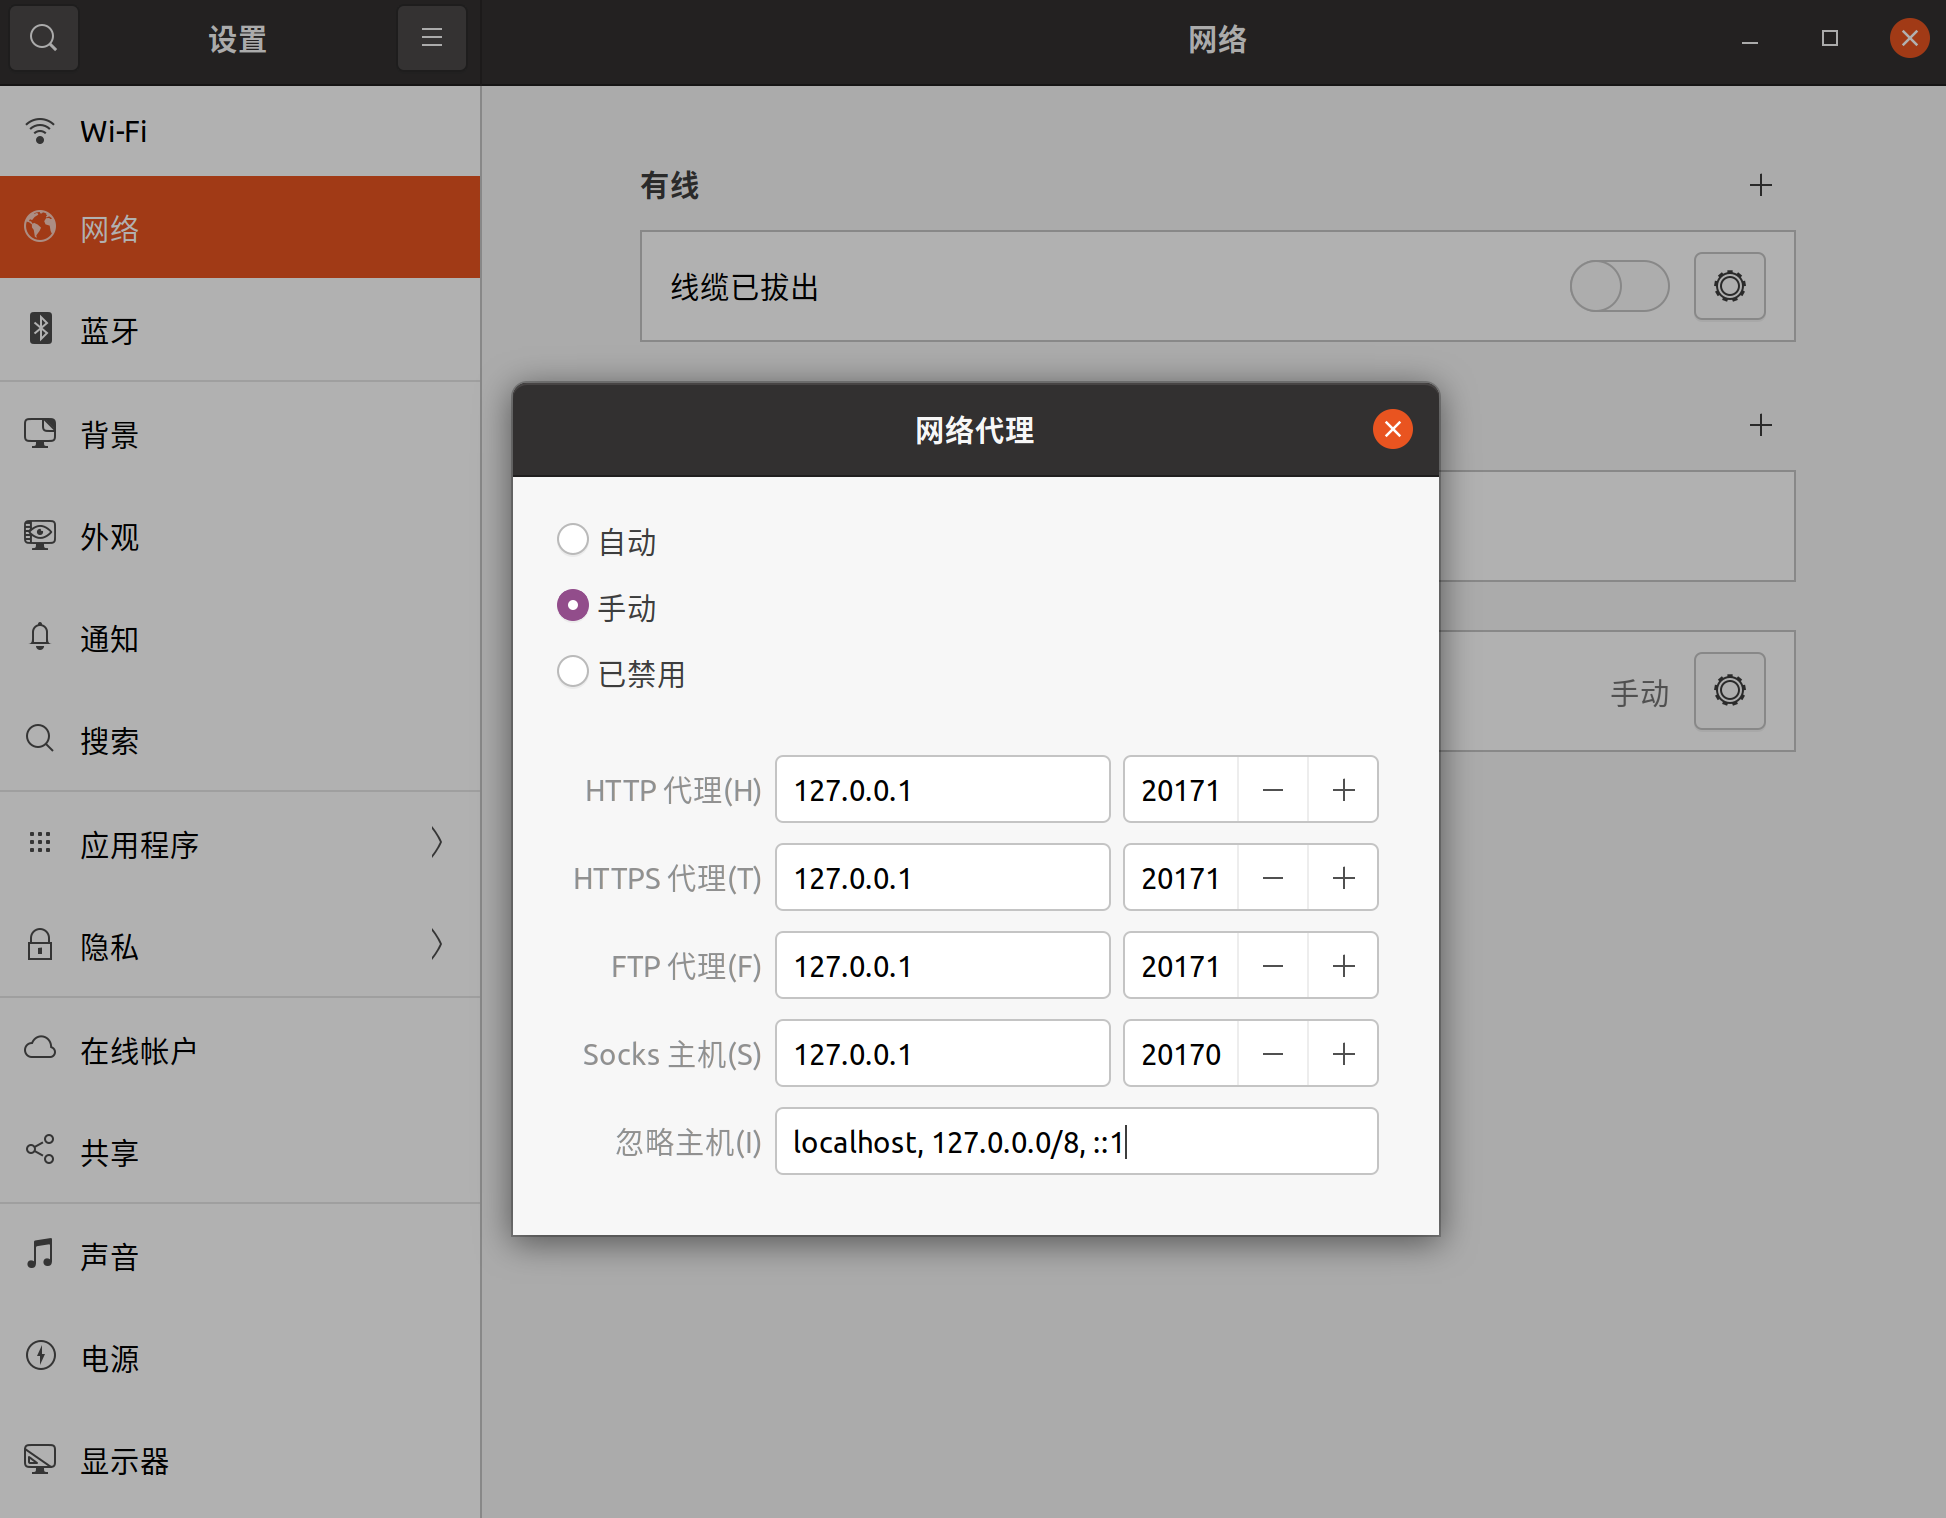 设置
网络
Wi-Fi
网络
蓝牙
背景
外观
通知
搜索
应用程序
隐私
在线帐户
共享
声音
电源
显示器
有线
线缆已拔出
手动
网络代理
自动
手动
已禁用
HTTP 代理(H) 127.0.0.1 20171
HTTPS 代理(T) 127.0.0.1 20171
FTP 代理(F) 127.0.0.1 20171
Socks 主机(S) 127.0.0.1 20170
忽略主机(I) localhost, 127.0.0.0/8, ::1